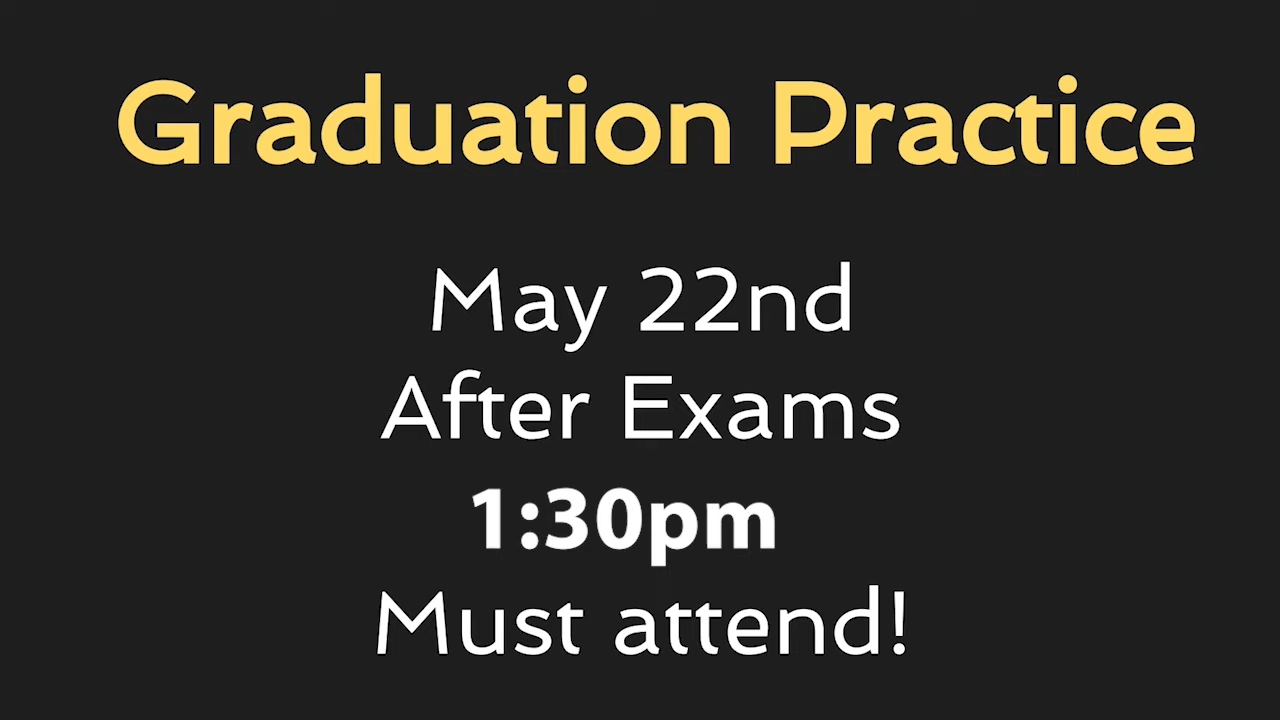 Graduation Practice
May 22nd
After Exams
1:30pm
Must attend!